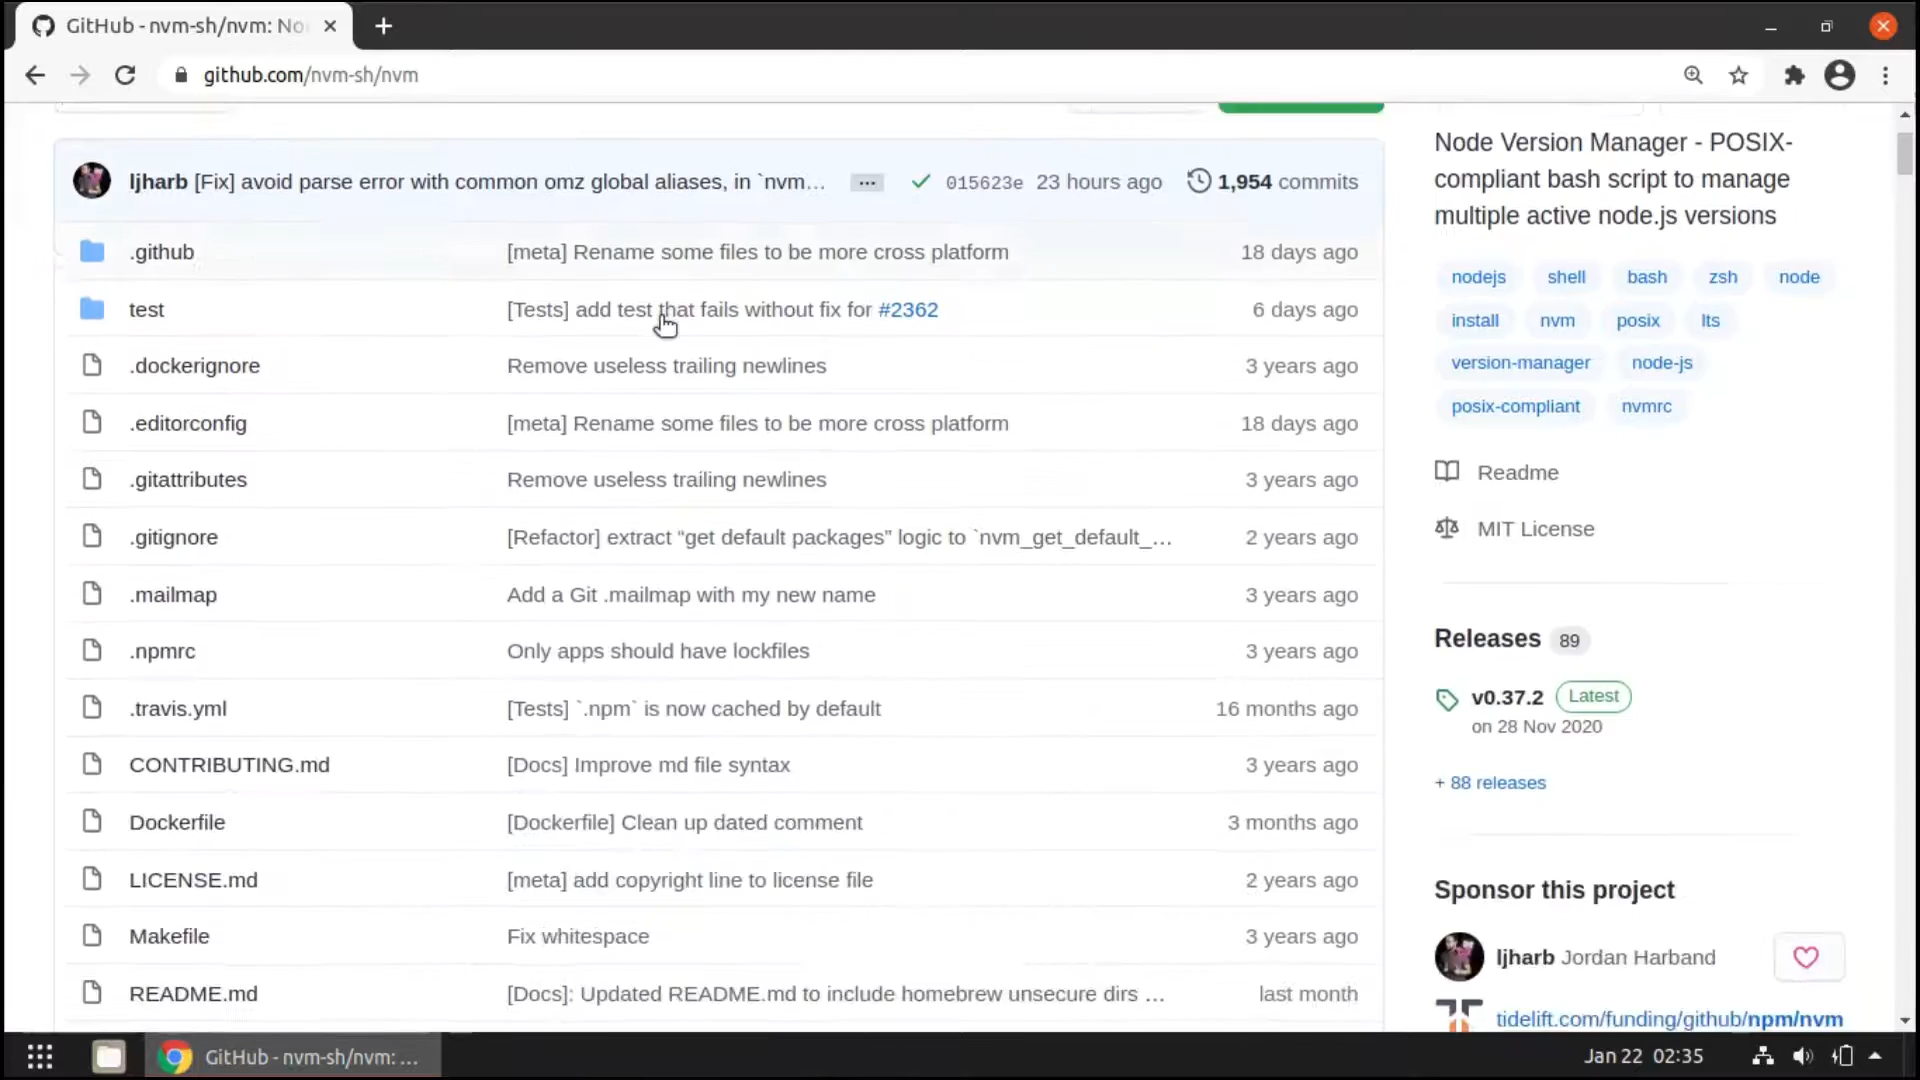 GitHub - nvm-sh/nvm: No
github.com/nvm-sh/nvm
ljharb [Fix] avoid parse error with common omz global aliases, in `nvm… ... 015623e 23 hours ago 1,954 commits
.github [meta] Rename some files to be more cross platform 18 days ago
test [Tests] add test that fails without fix for #2362 6 days ago
.dockerignore Remove useless trailing newlines 3 years ago
.editorconfig [meta] Rename some files to be more cross platform 18 days ago
.gitattributes Remove useless trailing newlines 3 years ago
.gitignore [Refactor] extract “get default packages” logic to `nvm_get_default_… 2 years ago
.mailmap Add a Git .mailmap with my new name 3 years ago
.npmrc Only apps should have lockfiles 3 years ago
.travis.yml [Tests] `.npm` is now cached by default 16 months ago
CONTRIBUTING.md [Docs] Improve md file syntax 3 years ago
Dockerfile [Dockerfile] Clean up dated comment 3 months ago
LICENSE.md [meta] add copyright line to license file 2 years ago
Makefile Fix whitespace 3 years ago
README.md [Docs]: Updated README.md to include homebrew unsecure dirs … last month
Node Version Manager - POSIX-
compliant bash script to manage
multiple active node.js versions
nodejs shell bash zsh node
install nvm posix lts
version-manager node-js
posix-compliant nvmrc
Readme
MIT License
Releases 89
v0.37.2 Latest
on 28 Nov 2020
+ 88 releases
Sponsor this project
ljharb Jordan Harband
tidelift.com/funding/github/npm/nvm
GitHub - nvm-sh/nvm: ...
Jan 22 02:35